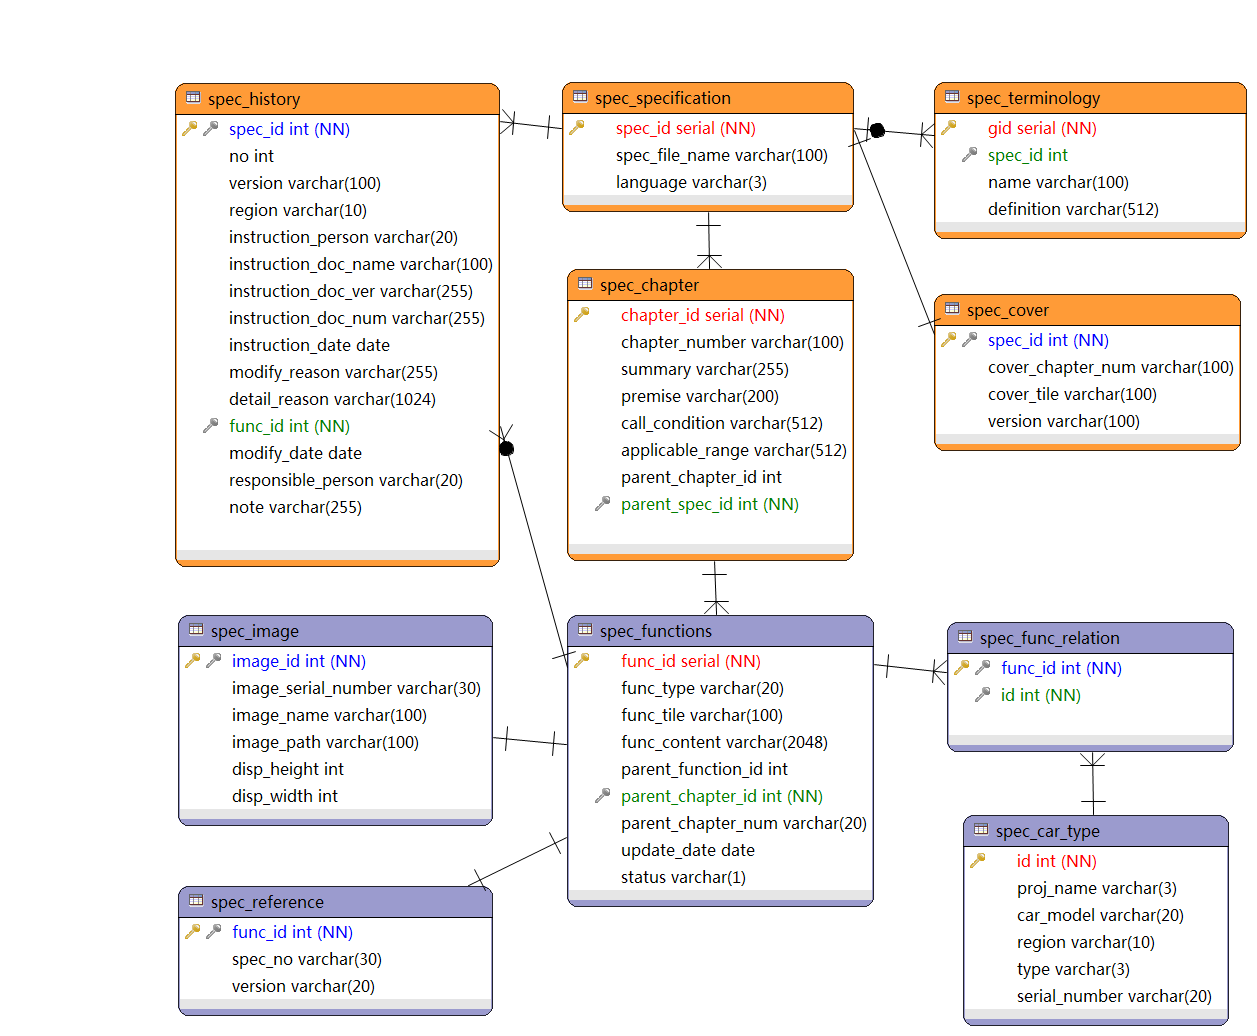 spec_history
spec_id int (NN)
no int
version varchar(100)
region varchar(10)
instruction_person varchar(20)
instruction_doc_name varchar(100)
instruction_doc_ver varchar(255)
instruction_doc_num varchar(255)
instruction_date date
modify_reason varchar(255)
detail_reason varchar(1024)
func_id int (NN)
modify_date date
responsible_person varchar(20)
note varchar(255)
spec_specification
spec_id serial (NN)
spec_file_name varchar(100)
language varchar(3)
spec_terminology
gid serial (NN)
spec_id int
name varchar(100)
definition varchar(512)
spec_chapter
chapter_id serial (NN)
chapter_number varchar(100)
summary varchar(255)
premise varchar(200)
call_condition varchar(512)
applicable_range varchar(512)
parent_chapter_id int
parent_spec_id int (NN)
spec_cover
spec_id int (NN)
cover_chapter_num varchar(100)
cover_tile varchar(100)
version varchar(100)
spec_image
image_id int (NN)
image_serial_number varchar(30)
image_name varchar(100)
image_path varchar(100)
disp_height int
disp_width int
spec_functions
func_id serial (NN)
func_type varchar(20)
func_tile varchar(100)
func_content varchar(2048)
parent_function_id int
parent_chapter_id int (NN)
parent_chapter_num varchar(20)
update_date date
status varchar(1)
spec_func_relation
func_id int (NN)
id int (NN)
spec_reference
func_id int (NN)
spec_no varchar(30)
version varchar(20)
spec_car_type
id int (NN)
proj_name varchar(3)
car_model varchar(20)
region varchar(10)
type varchar(3)
serial_number varchar(20)